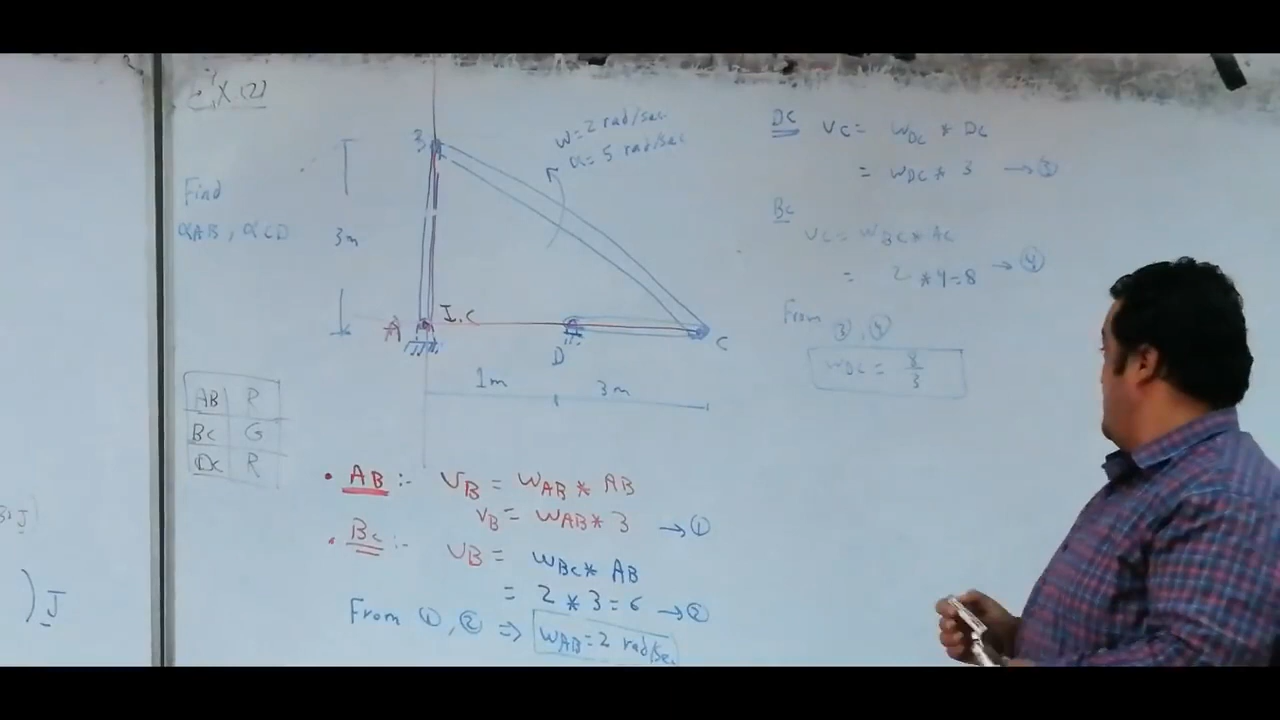 EX(2)
Find
αAB, αCD
3m
B
W=2 rad/sec
α=5 rad/sec
A
I.C
D
C
1m
3m
AB R
BC G
DC R
• AB :- VB = WAB * AB
VB = WAB * 3 → ①
• BC :- VB = WBC * AB
= 2 * 3 = 6 → ②
From ①, ② ⇒ WAB = 2 rad/sec
DC VC = WDC * DC
= WDC * 3 → ③
BC
VC = WBC * AC
= 2 * 4 = 8 → ④
From ③, ④
WDC = 8/3
) J